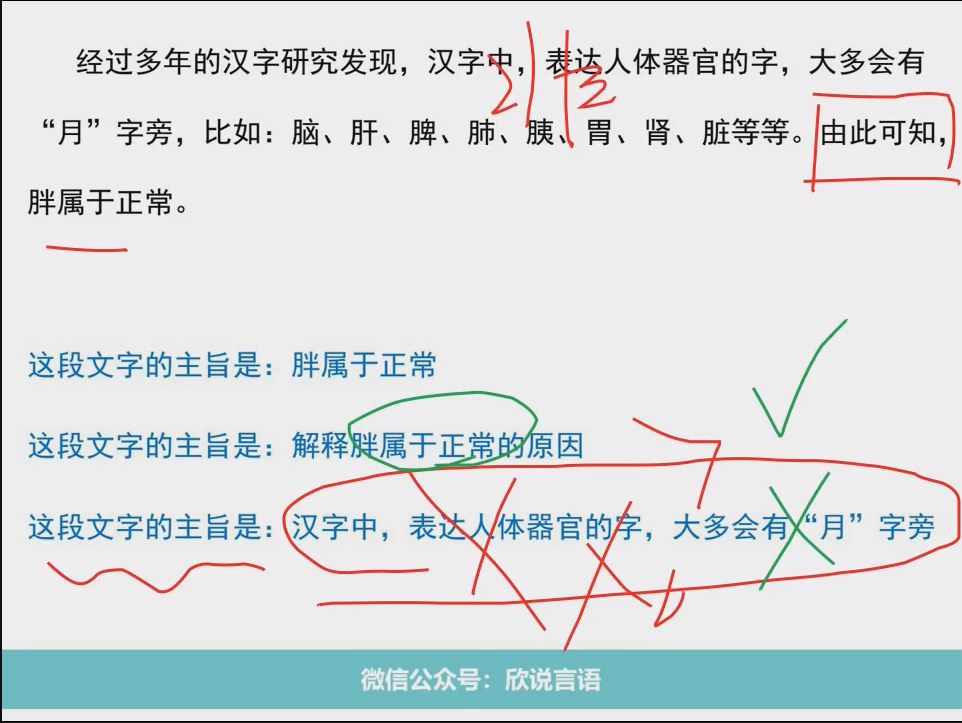 经过多年的汉字研究发现，汉字中，表达人体器官的字，大多会有
“月”字旁，比如：脑、肝、脾、肺、胰、胃、肾、脏等等。由此可知，
胖属于正常。
这段文字的主旨是：胖属于正常
这段文字的主旨是：解释胖属于正常的原因
这段文字的主旨是：汉字中，表达人体器官的字，大多会有“月”字旁
微信公众号：欣说言语